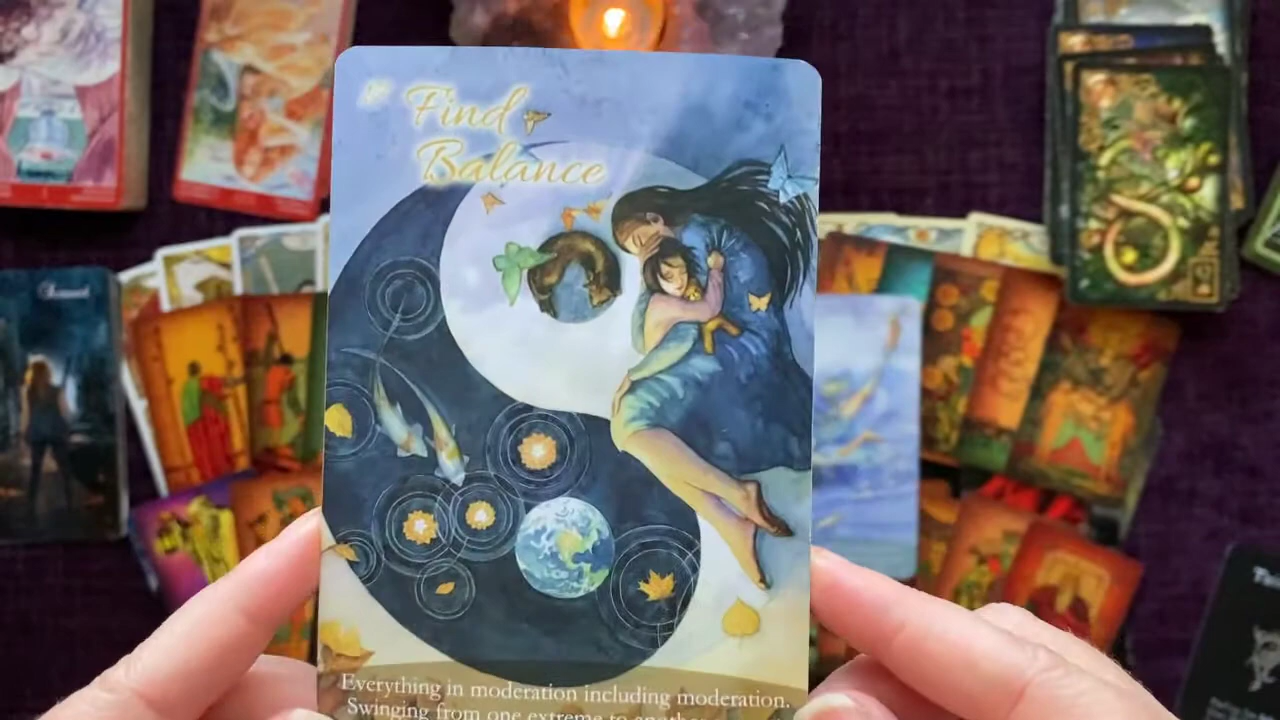 Find
Balance
Everything in moderation including moderation.
Swinging from one extreme to another